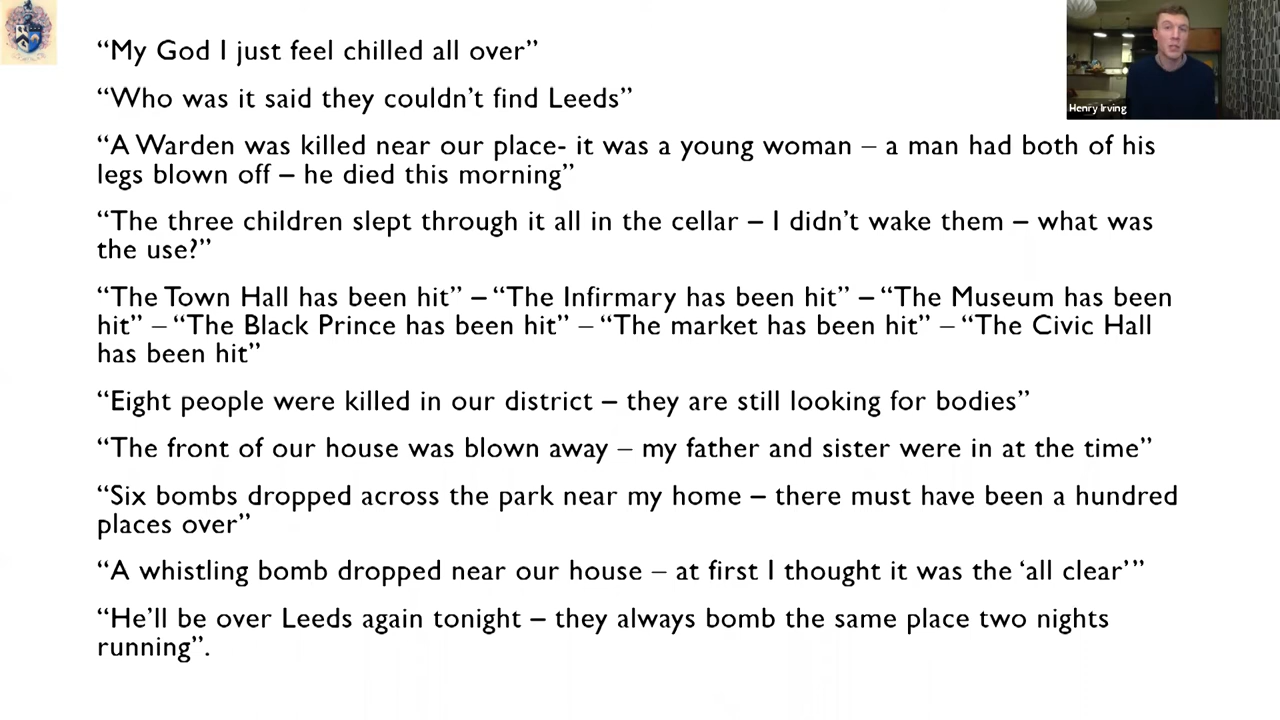 “My God I just feel chilled all over”
“Who was it said they couldn’t find Leeds”
“A Warden was killed near our place- it was a young woman – a man had both of his
legs blown off – he died this morning”
“The three children slept through it all in the cellar – I didn’t wake them – what was
the use?”
“The Town Hall has been hit” – “The Infirmary has been hit” – “The Museum has been
hit” – “The Black Prince has been hit” – “The market has been hit” – “The Civic Hall
has been hit”
“Eight people were killed in our district – they are still looking for bodies”
“The front of our house was blown away – my father and sister were in at the time”
“Six bombs dropped across the park near my home – there must have been a hundred
places over”
“A whistling bomb dropped near our house – at first I thought it was the ‘all clear’”
“He’ll be over Leeds again tonight – they always bomb the same place two nights
running”.
Henry Irving